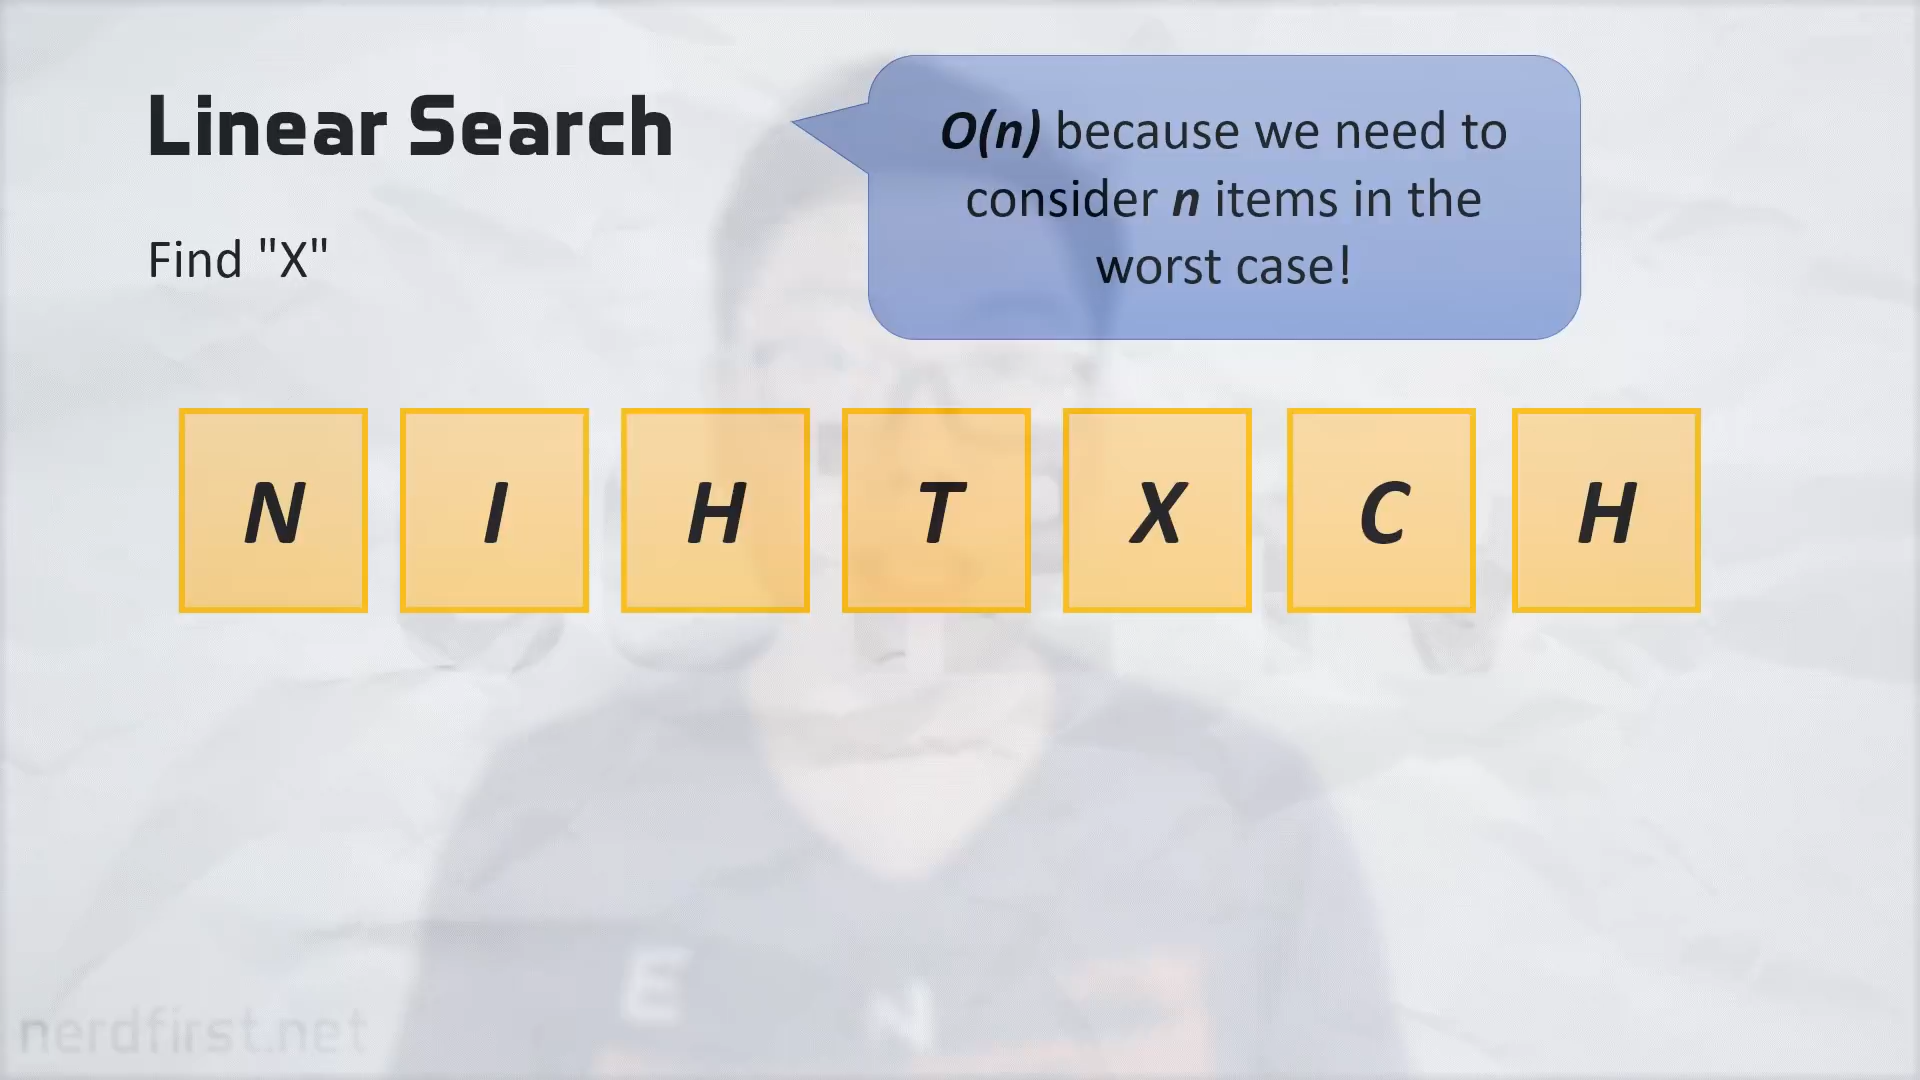 Linear Search
O(n) because we need to
consider n items in the
worst case!
Find "X"
N I H T X C H
E N
nerdfirst.net